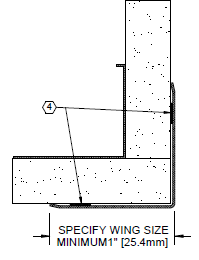 4
SPECIFY WING SIZE
MINIMUM1" [25.4mm]